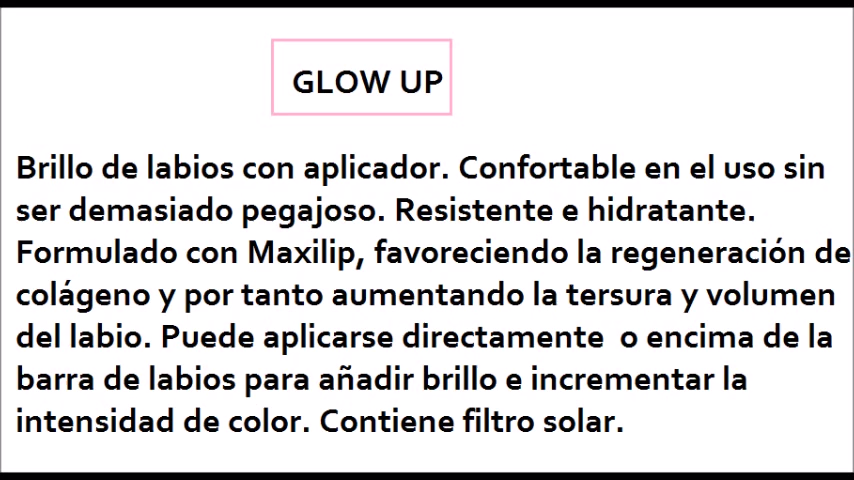 GLOW UP
Brillo de labios con aplicador. Confortable en el uso sin
ser demasiado pegajoso. Resistente e hidratante.
Formulado con Maxilip, favoreciendo la regeneración de
colágeno y por tanto aumentando la tersura y volumen
del labio. Puede aplicarse directamente  o encima de la
barra de labios para añadir brillo e incrementar la
intensidad de color. Contiene filtro solar.